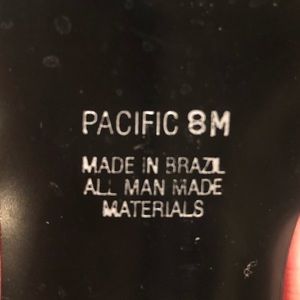 PACIFIC 8M
MADE IN BRAZIL
ALL MAN MADE
MATERIALS